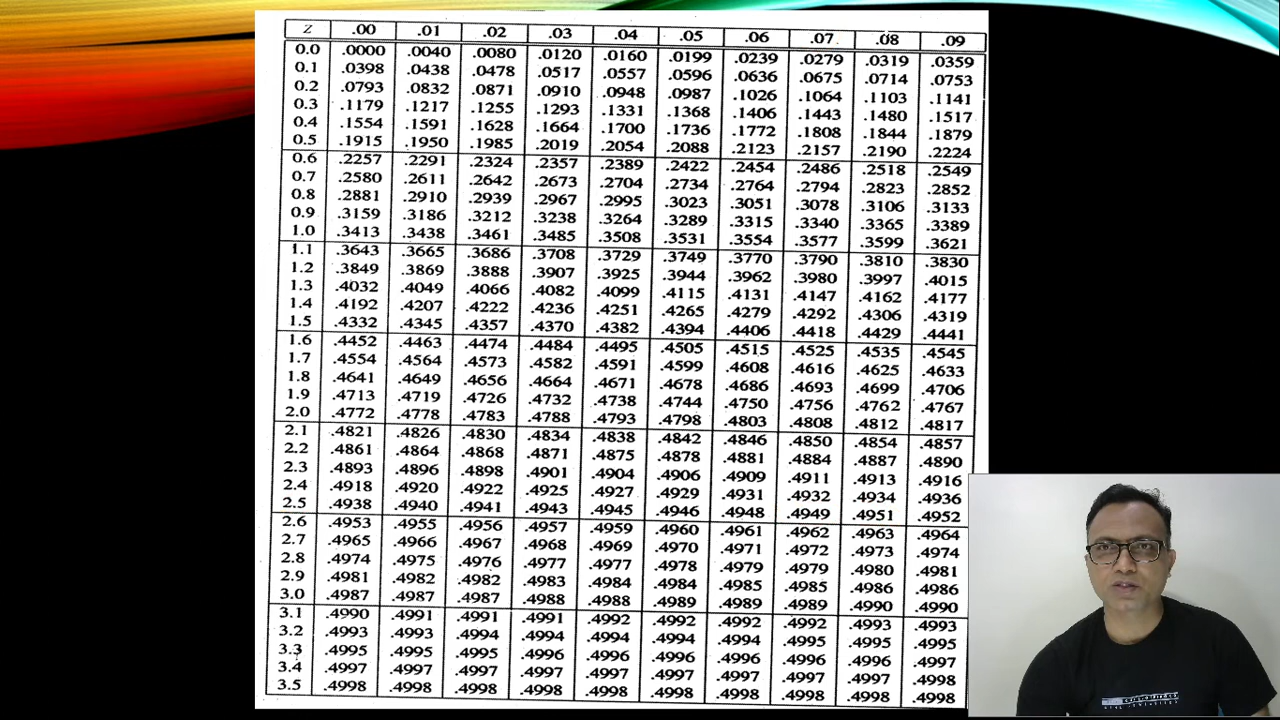 z .00 .01 .02 .03 .04 .05 .06 .07 .08 .09
0.0 .0000 .0040 .0080 .0120 .0160 .0199 .0239 .0279 .0319 .0359
0.1 .0398 .0438 .0478 .0517 .0557 .0596 .0636 .0675 .0714 .0753
0.2 .0793 .0832 .0871 .0910 .0948 .0987 .1026 .1064 .1103 .1141
0.3 .1179 .1217 .1255 .1293 .1331 .1368 .1406 .1443 .1480 .1517
0.4 .1554 .1591 .1628 .1664 .1700 .1736 .1772 .1808 .1844 .1879
0.5 .1915 .1950 .1985 .2019 .2054 .2088 .2123 .2157 .2190 .2224
0.6 .2257 .2291 .2324 .2357 .2389 .2422 .2454 .2486 .2518 .2549
0.7 .2580 .2611 .2642 .2673 .2704 .2734 .2764 .2794 .2823 .2852
0.8 .2881 .2910 .2939 .2967 .2995 .3023 .3051 .3078 .3106 .3133
0.9 .3159 .3186 .3212 .3238 .3264 .3289 .3315 .3340 .3365 .3389
1.0 .3413 .3438 .3461 .3485 .3508 .3531 .3554 .3577 .3599 .3621
1.1 .3643 .3665 .3686 .3708 .3729 .3749 .3770 .3790 .3810 .3830
1.2 .3849 .3869 .3888 .3907 .3925 .3944 .3962 .3980 .3997 .4015
1.3 .4032 .4049 .4066 .4082 .4099 .4115 .4131 .4147 .4162 .4177
1.4 .4192 .4207 .4222 .4236 .4251 .4265 .4279 .4292 .4306 .4319
1.5 .4332 .4345 .4357 .4370 .4382 .4394 .4406 .4418 .4429 .4441
1.6 .4452 .4463 .4474 .4484 .4495 .4505 .4515 .4525 .4535 .4545
1.7 .4554 .4564 .4573 .4582 .4591 .4599 .4608 .4616 .4625 .4633
1.8 .4641 .4649 .4656 .4664 .4671 .4678 .4686 .4693 .4699 .4706
1.9 .4713 .4719 .4726 .4732 .4738 .4744 .4750 .4756 .4762 .4767
2.0 .4772 .4778 .4783 .4788 .4793 .4798 .4803 .4808 .4812 .4817
2.1 .4821 .4826 .4830 .4834 .4838 .4842 .4846 .4850 .4854 .4857
2.2 .4861 .4864 .4868 .4871 .4875 .4878 .4881 .4884 .4887 .4890
2.3 .4893 .4896 .4898 .4901 .4904 .4906 .4909 .4911 .4913 .4916
2.4 .4918 .4920 .4922 .4925 .4927 .4929 .4931 .4932 .4934 .4936
2.5 .4938 .4940 .4941 .4943 .4945 .4946 .4948 .4949 .4951 .4952
2.6 .4953 .4955 .4956 .4957 .4959 .4960 .4961 .4962 .4963 .4964
2.7 .4965 .4966 .4967 .4968 .4969 .4970 .4971 .4972 .4973 .4974
2.8 .4974 .4975 .4976 .4977 .4977 .4978 .4979 .4979 .4980 .4981
2.9 .4981 .4982 .4982 .4983 .4984 .4984 .4985 .4985 .4986 .4986
3.0 .4987 .4987 .4987 .4988 .4988 .4989 .4989 .4989 .4990 .4990
3.1 .4990 .4991 .4991 .4991 .4992 .4992 .4992 .4992 .4993 .4993
3.2 .4993 .4993 .4994 .4994 .4994 .4994 .4994 .4995 .4995 .4995
3.3 .4995 .4995 .4995 .4996 .4996 .4996 .4996 .4996 .4996 .4997
3.4 .4997 .4997 .4997 .4997 .4997 .4997 .4997 .4997 .4997 .4998
3.5 .4998 .4998 .4998 .4998 .4998 .4998 .4998 .4998 .4998 .4998